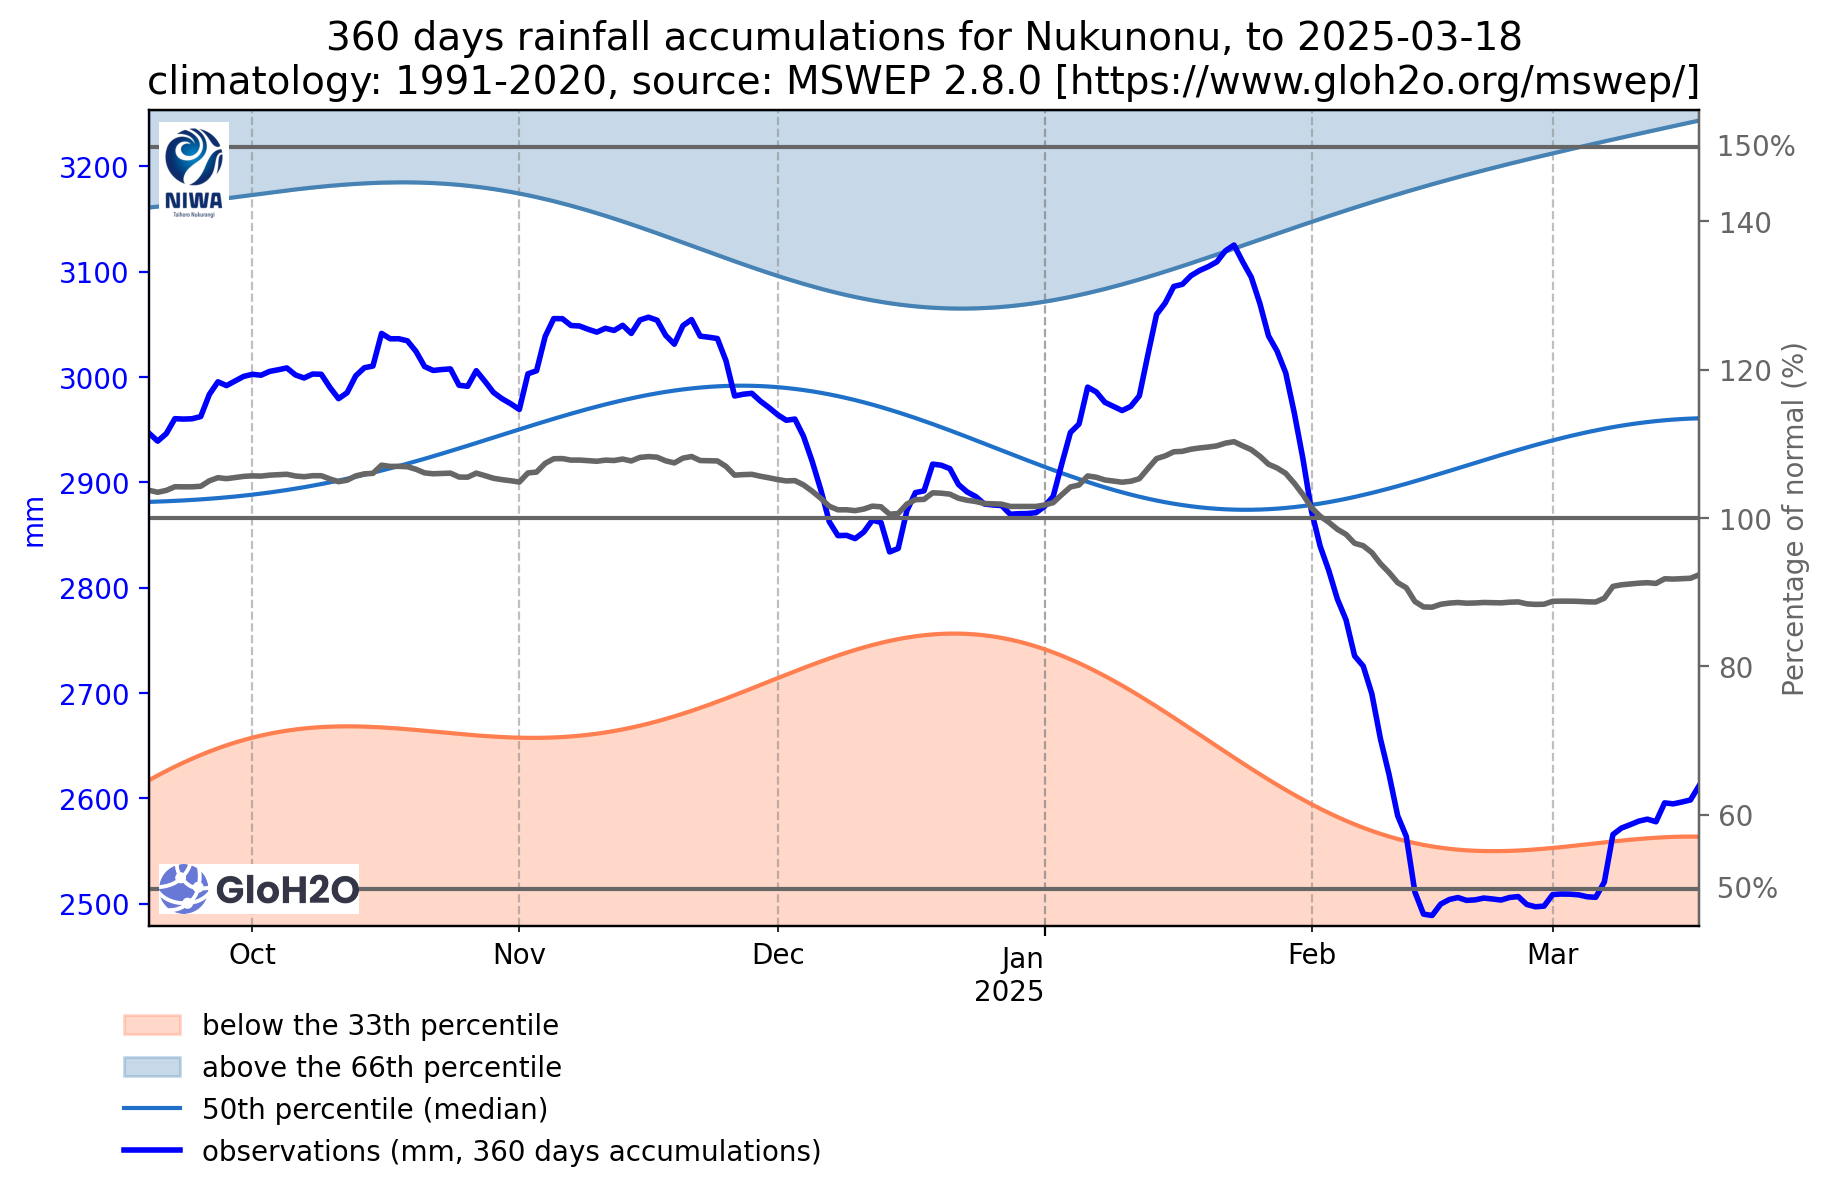 360 days rainfall accumulations for Nukunonu, to 2025-03-18
climatology: 1991-2020, source: MSWEP 2.8.0 [https://www.gloh2o.org/mswep/]
NIWA
Taihoro Nukurangi
3200
3100
3000
2900
2800
2700
2600
2500
mm
150%
140
120
100
80
60
50%
Percentage of normal (%)
GloH2O
Oct
Nov
Dec
Jan
2025
Feb
Mar
below the 33th percentile
above the 66th percentile
50th percentile (median)
observations (mm, 360 days accumulations)